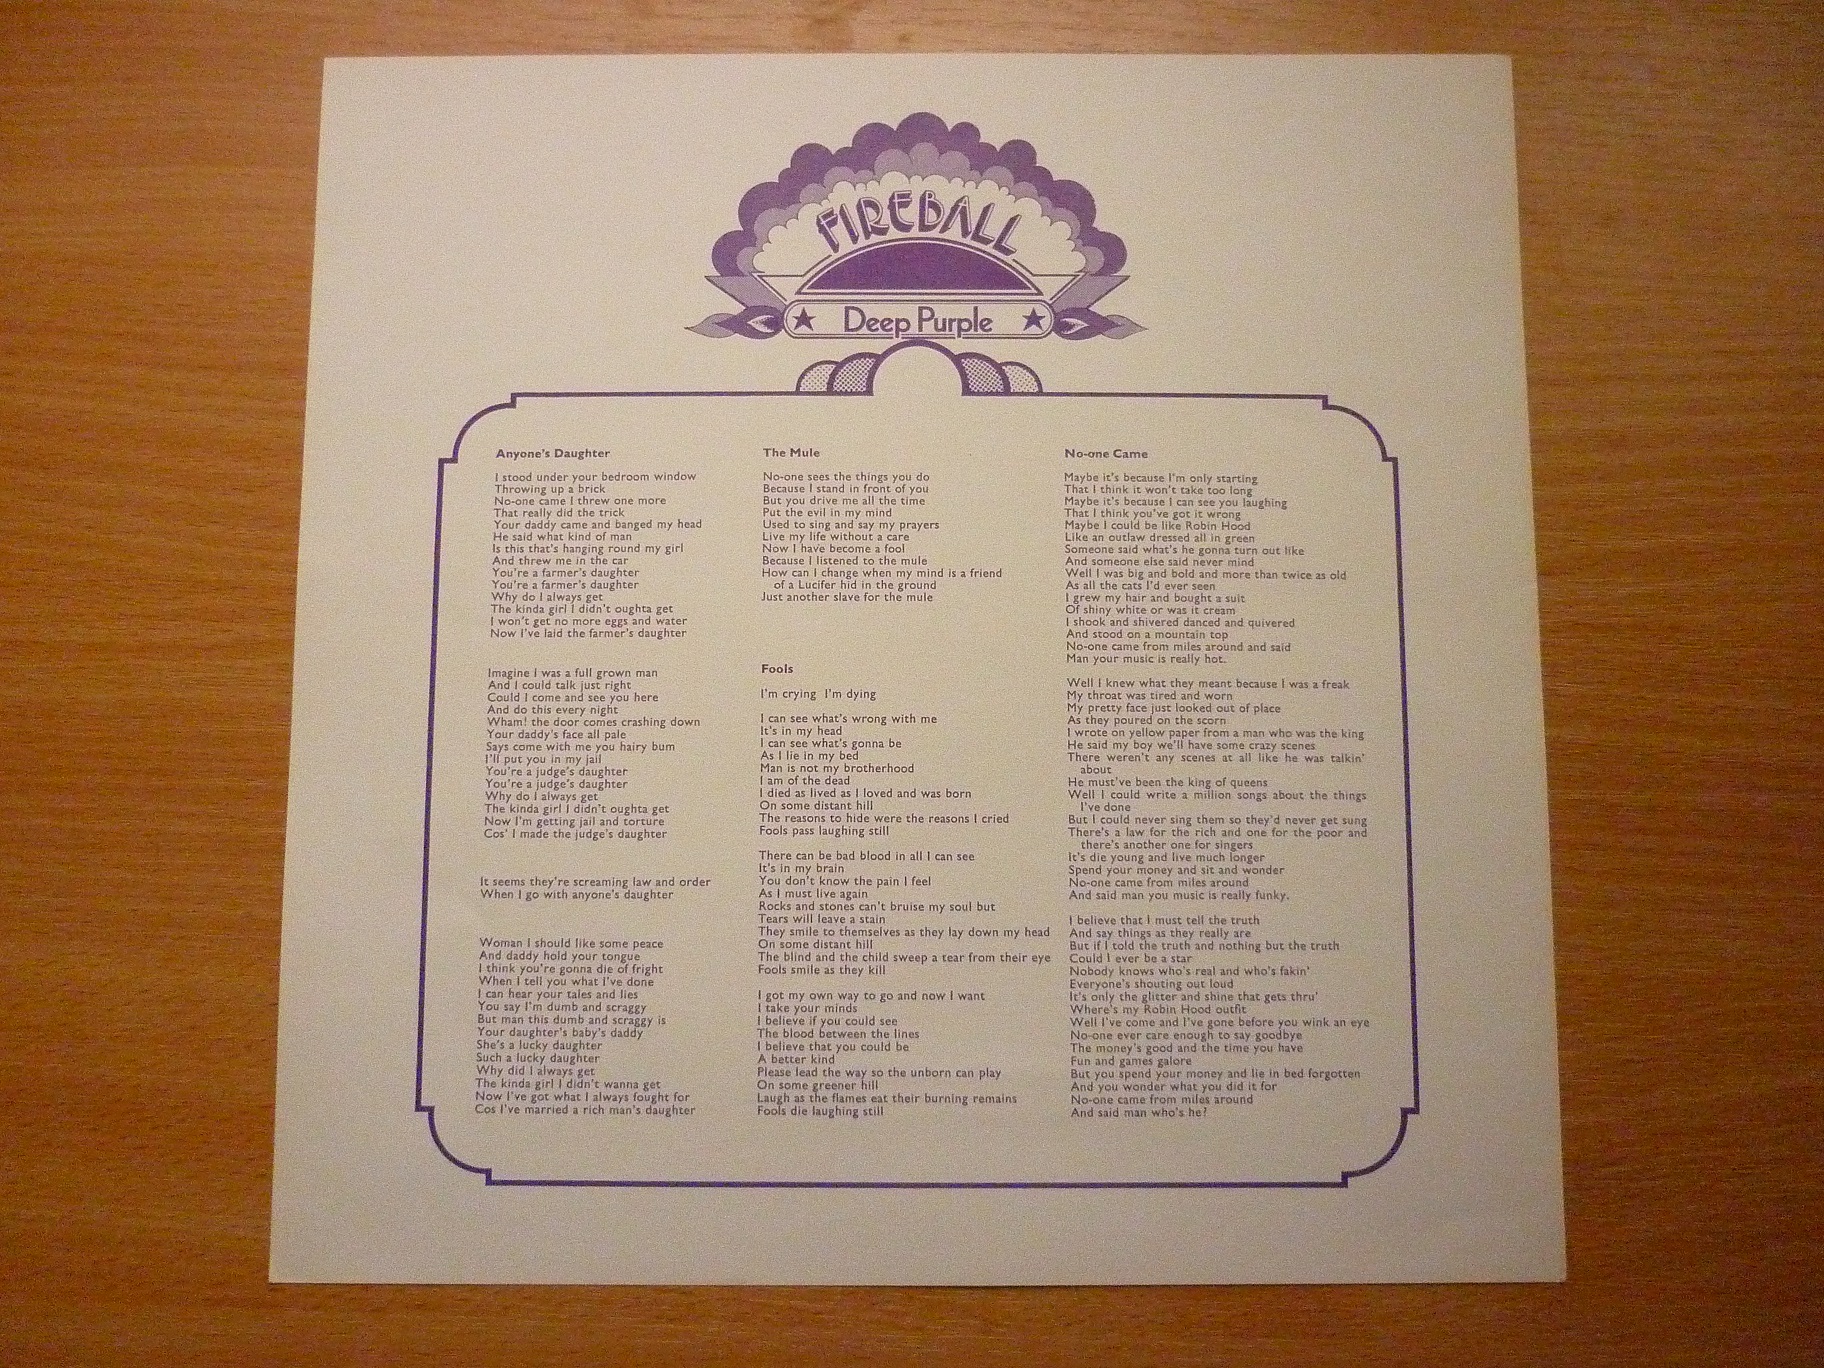 FIREBALL
Deep Purple
Anyone's Daughter
I stood under your bedroom window
Throwing up a brick
No-one came I threw one more
That really did the trick
Your daddy came and banged my head
He said what kind of man
Is this that's hanging round my girl
And threw me in the car
You're a farmer's daughter
You're a farmer's daughter
Why do I always get
The kinda girl I didn't oughta get
I won't get no more eggs and water
Now I've laid the farmer's daughter
Imagine I was a full grown man
And I could talk just right
Could I come and see you here
And do this every night
Wham! the door comes crashing down
Your daddy's face all pale
Says come with me you hairy bum
I'll put you in my jail
You're a judge's daughter
You're a judge's daughter
Why do I always get
The kinda girl I didn't oughta get
Now I'm getting jail and torture
Cos' I made the judge's daughter
It seems they're screaming law and order
When I go with anyone's daughter
Woman I should like some peace
And daddy hold your tongue
I think you're gonna die of fright
When I tell you what I've done
I can hear your tales and lies
You say I'm dumb and scraggy
But man this dumb and scraggy is
Your daughter's baby's daddy
She's a lucky daughter
Such a lucky daughter
Why did I always get
The kinda girl I didn't wanna get
Now I've got what I always fought for
Cos I've married a rich man's daughter
The Mule
No-one sees the things you do
Because I stand in front of you
But you drive me all the time
Put the evil in my mind
Used to sing and say my prayers
Live my life without a care
Now I have become a fool
Because I listened to the mule
How can I change when my mind is a friend
of a Lucifer hid in the ground
Just another slave for the mule
Fools
I'm crying I'm dying
I can see what's wrong with me
It's in my head
I can see what's gonna be
As I lie in my bed
Man is not my brotherhood
I am of the dead
I died as lived as I loved and was born
On some distant hill
The reasons to hide were the reasons I cried
Fools pass laughing still
There can be bad blood in all I can see
It's in my brain
You don't know the pain I feel
As I must live again
Rocks and stones can't bruise my soul but
Tears will leave a stain
They smile to themselves as they lay down my head
On some distant hill
The blind and the child sweep a tear from their eye
Fools smile as they kill
I got my own way to go and now I want
I take your minds
I believe if you could see
The blood between the lines
I believe that you could be
A better kind
Please lead the way so the unborn can play
On some greener hill
Laugh as the flames eat their burning remains
Fools die laughing still
No-one Came
Maybe it's because I'm only starting
That I think it won't take too long
Maybe it's because I can see you laughing
That I think you've got it wrong
Maybe I could be like Robin Hood
Like an outlaw dressed all in green
Someone said what's he gonna turn out like
And someone else said never mind
Well I was big and bold and more than twice as old
As all the cats I'd ever seen
I grew my hair and bought a suit
Of shiny white or was it cream
I shook and shivered danced and quivered
And stood on a mountain top
No-one came from miles around and said
Man your music is really hot.
Well I knew what they meant because I was a freak
My throat was tired and worn
My pretty face just looked out of place
As they poured on the scorn
I wrote on yellow paper from a man who was the king
He said my boy we'll have some crazy scenes
There weren't any scenes at all like he was talkin'
about
He must've been the king of queens
Well I could write a million songs about the things
I've done
But I could never sing them so they'd never get sung
There's a law for the rich and one for the poor and
there's another one for singers
It's die young and live much longer
Spend your money and sit and wonder
No-one came from miles around
And said man you music is really funky.
I believe that I must tell the truth
And say things as they really are
But if I told the truth and nothing but the truth
Could I ever be a star
Nobody knows who's real and who's fakin'
Everyone's shouting out loud
It's only the glitter and shine that gets thru'
Where's my Robin Hood outfit
Well I've come and I've gone before you wink an eye
No-one ever care enough to say goodbye
The money's good and the time you have
Fun and games galore
But you spend your money and lie in bed forgotten
And you wonder what you did it for
No-one came from miles around
And said man who's he?